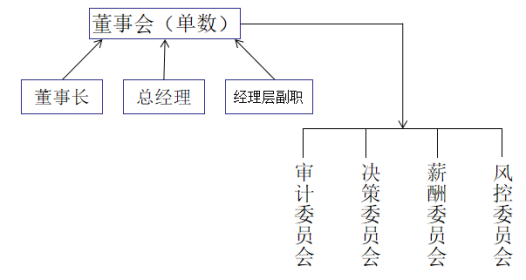 董事会（单数）
董事长
总经理
经理层副职
审计委员会
决策委员会
薪酬委员会
风控委员会